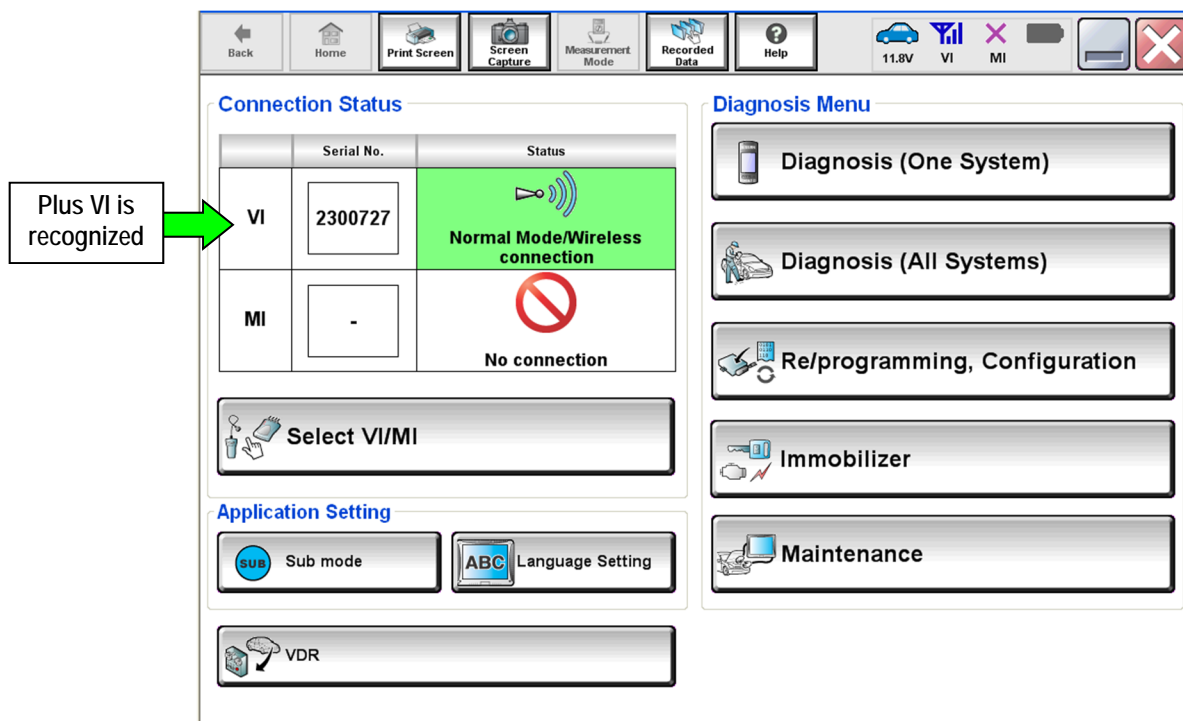 Back
Home
Print Screen
Screen
Capture
Measurement
Mode
Recorded
Data
?
Help
11.8V
VI
MI
Connection Status
Serial No.
Status
VI
2300727
Normal Mode/Wireless
connection
MI
-
No connection
Select VI/MI
Application Setting
SUB
Sub mode
ABC
Language Setting
VDR
Diagnosis Menu
Diagnosis (One System)
Diagnosis (All Systems)
Re/programming, Configuration
Immobilizer
Maintenance
Plus VI is
recognized